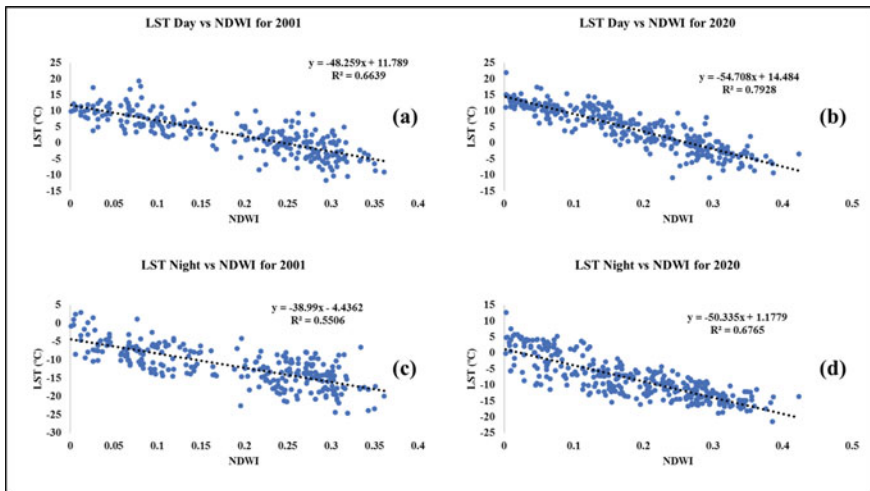 LST Day vs NDWI for 2001
y = -48.259x + 11.789
R² = 0.6639
(a)
LST (°C)
25
20
15
10
5
0
-5
-10
-15
0 0.05 0.1 0.15 0.2 0.25 0.3 0.35 0.4
NDWI
LST Day vs NDWI for 2020
y = -54.708x + 14.484
R² = 0.7928
(b)
LST (°C)
25
20
15
10
5
0
-5
-10
-15
0 0.1 0.2 0.3 0.4 0.5
NDWI
LST Night vs NDWI for 2001
y = -38.99x - 4.4362
R² = 0.5506
(c)
LST (°C)
5
0
-5
-10
-15
-20
-25
-30
0 0.05 0.1 0.15 0.2 0.25 0.3 0.35 0.4
NDWI
LST Night vs NDWI for 2020
y = -50.335x + 1.1779
R² = 0.6765
(d)
LST (°C)
15
10
5
0
-5
-10
-15
-20
-25
0 0.1 0.2 0.3 0.4 0.5
NDWI